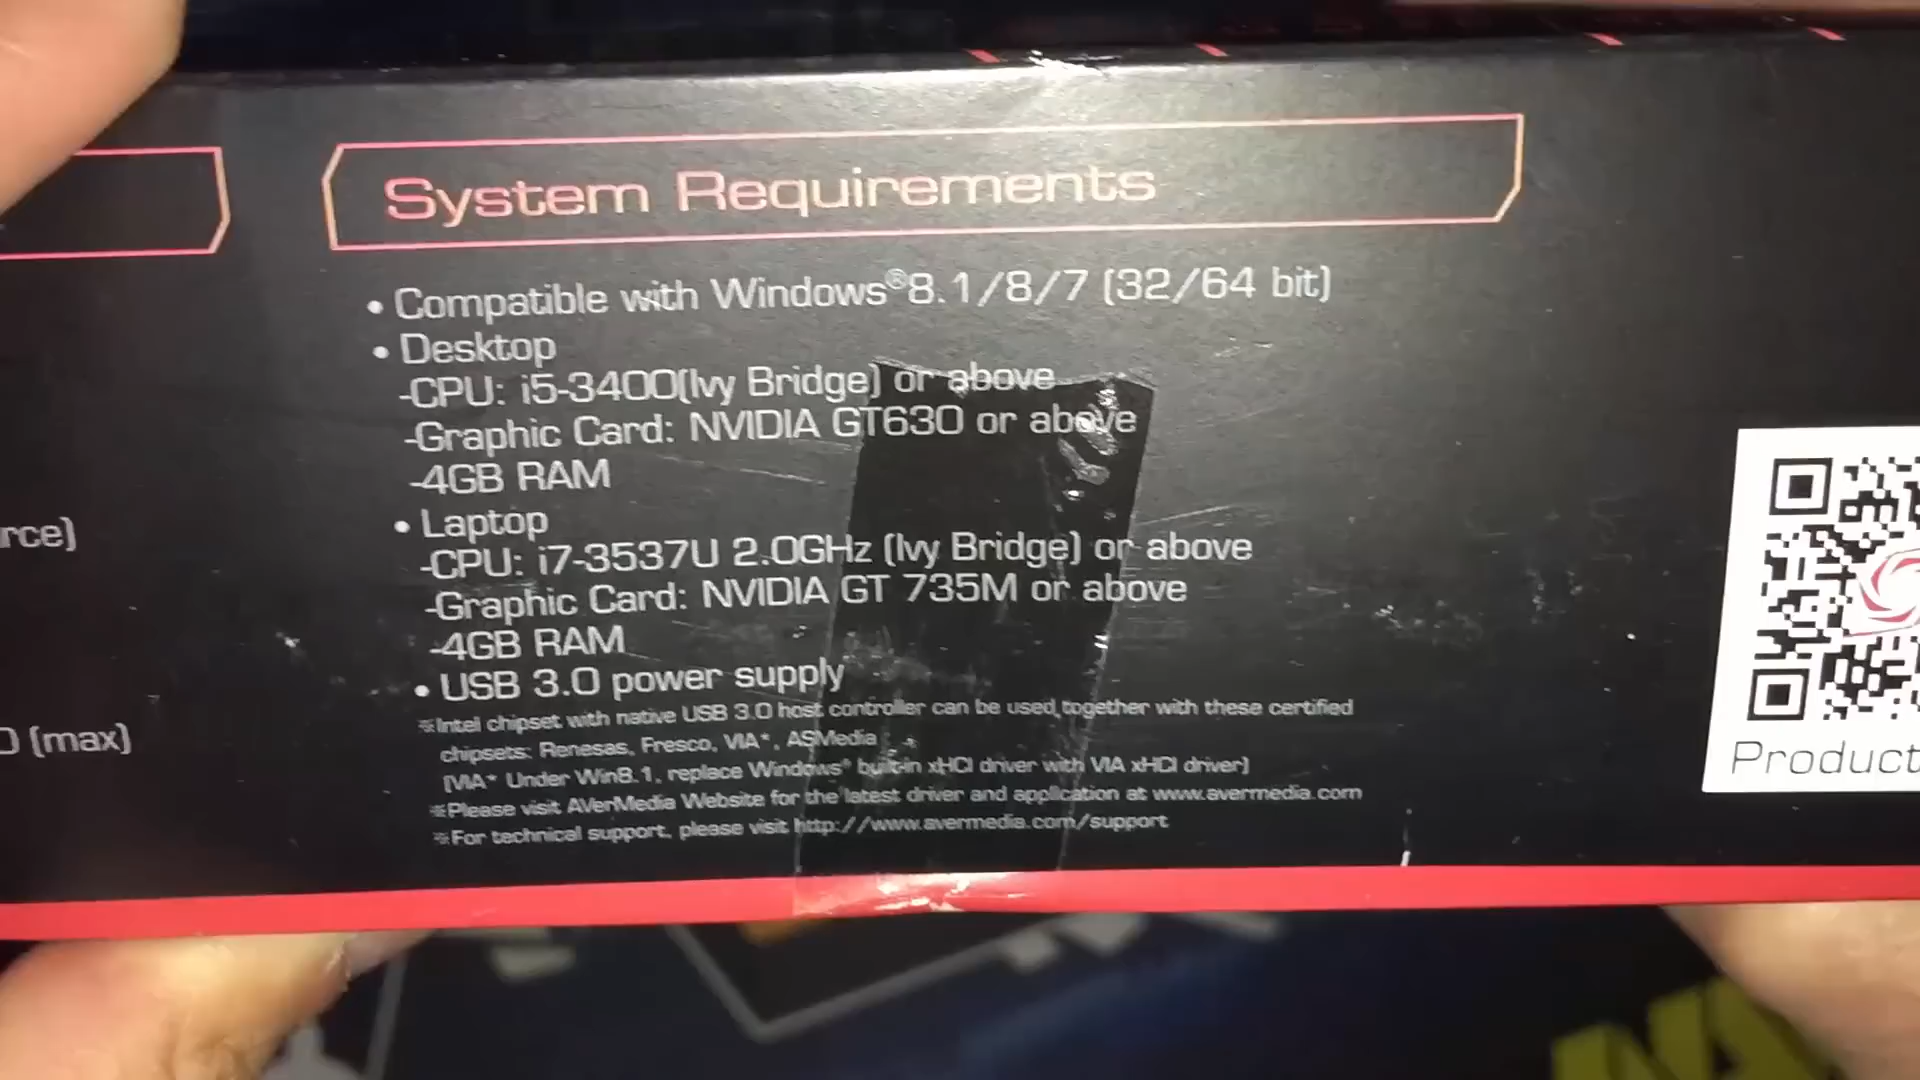 System Requirements
• Compatible with Windows®8.1/8/7 (32/64 bit)
• Desktop
-CPU: i5-3400(Ivy Bridge) or above
-Graphic Card: NVIDIA GT630 or above
-4GB RAM
• Laptop
-CPU: i7-3537U 2.0GHz (Ivy Bridge) or above
-Graphic Card: NVIDIA GT 735M or above
-4GB RAM
• USB 3.0 power supply
※Intel chipset with native USB 3.0 host controller can be used together with these certified
chipsets: Renesas, Fresco, VIA*, ASMedia
(VIA* Under Win8.1, replace Windows® built-in xHCI driver with VIA xHCI driver)
※Please visit AVerMedia Website for the latest driver and application at www.avermedia.com
※For technical support, please visit http://www.avermedia.com/support
rce)
(max)
Product